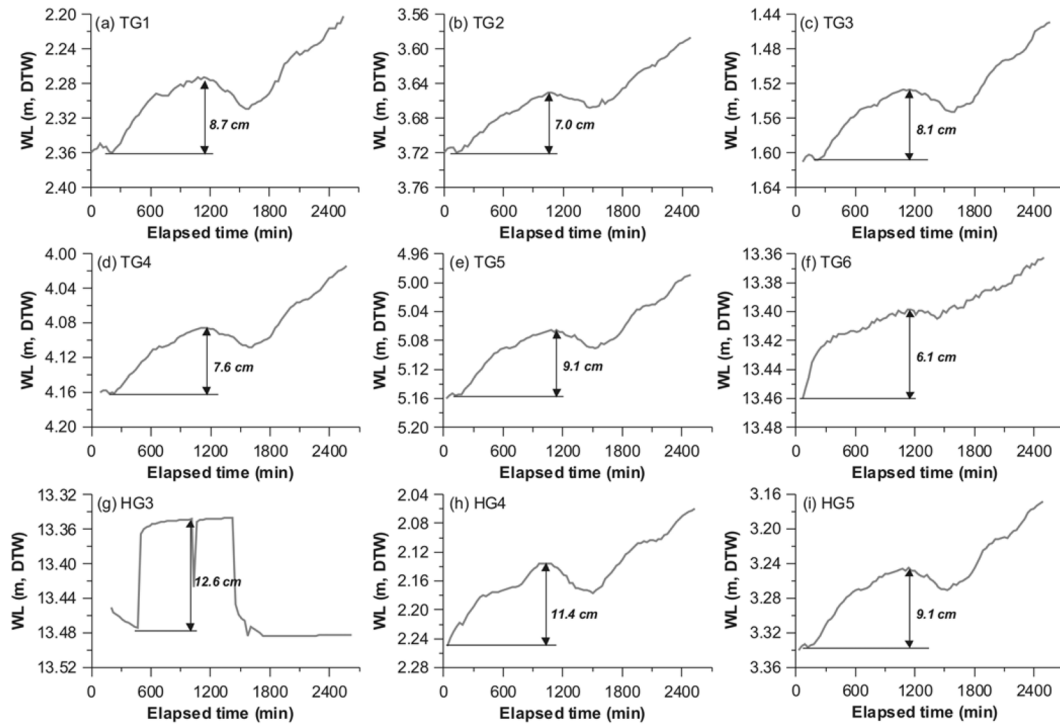 (a) TG1
WL (m, DTW)
2.20
2.24
2.28
2.32
2.36
2.40
8.7 cm
0 600 1200 1800 2400
Elapsed time (min)
(b) TG2
WL (m, DTW)
3.56
3.60
3.64
3.68
3.72
3.76
7.0 cm
0 600 1200 1800 2400
Elapsed time (min)
(c) TG3
WL (m, DTW)
1.44
1.48
1.52
1.56
1.60
1.64
8.1 cm
0 600 1200 1800 2400
Elapsed time (min)
(d) TG4
WL (m, DTW)
4.00
4.04
4.08
4.12
4.16
4.20
7.6 cm
0 600 1200 1800 2400
Elapsed time (min)
(e) TG5
WL (m, DTW)
4.96
5.00
5.04
5.08
5.12
5.16
5.20
9.1 cm
0 600 1200 1800 2400
Elapsed time (min)
(f) TG6
WL (m, DTW)
13.36
13.38
13.40
13.42
13.44
13.46
13.48
6.1 cm
0 600 1200 1800 2400
Elapsed time (min)
(g) HG3
WL (m, DTW)
13.32
13.36
13.40
13.44
13.48
13.52
12.6 cm
0 600 1200 1800 2400
Elapsed time (min)
(h) HG4
WL (m, DTW)
2.04
2.08
2.12
2.16
2.20
2.24
2.28
11.4 cm
0 600 1200 1800 2400
Elapsed time (min)
(i) HG5
WL (m, DTW)
3.16
3.20
3.24
3.28
3.32
3.36
9.1 cm
0 600 1200 1800 2400
Elapsed time (min)